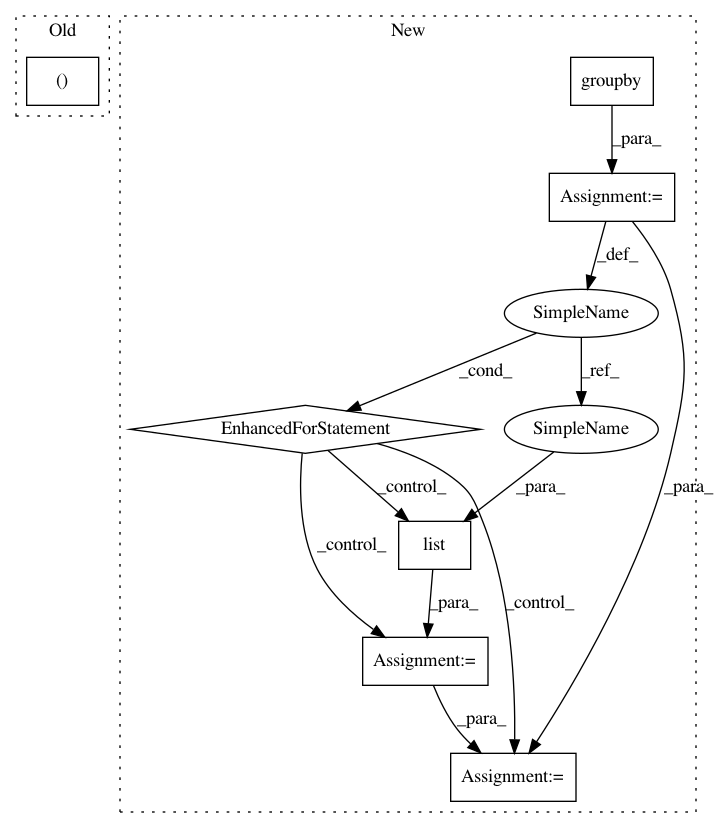 Old
New
()
groupby
_para_
Assignment:=
_def_
SimpleName
_cond_
_ref_
EnhancedForStatement
SimpleName
_control_
_para_
_para_
list
_control_
_para_
_control_
Assignment:=
_para_
Assignment:=